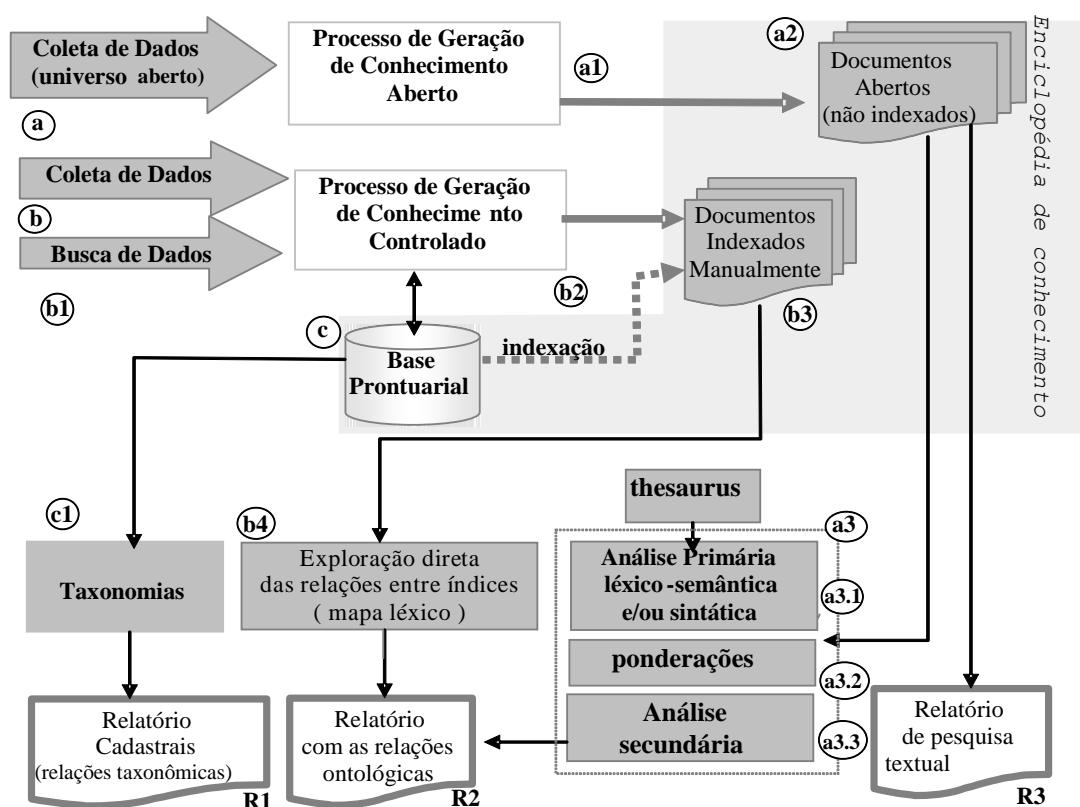 Coleta de Dados
(universo aberto)
a
Processo de Geração
de Conhecimento
Aberto
a1
a2
Documentos
Abertos
(não indexados)
Enciclopédia de conhecimento
Coleta de Dados
b
Busca de Dados
b1
Processo de Geração
de Conhecime nto
Controlado
b2
Documentos
Indexados
Manualmente
b3
c
Base
Prontuarial
indexação
thesaurus
c1
Taxonomias
b4
Exploração direta
das relações entre índices
( mapa léxico )
a3
Análise Primária
léxico -semântica
e/ou sintática
a3.1
ponderações
a3.2
Análise
secundária
a3.3
Relatório
Cadastrais
(relações taxonômicas)
R1
Relatório
com as relações
ontológicas
R2
Relatório
de pesquisa
textual
R3